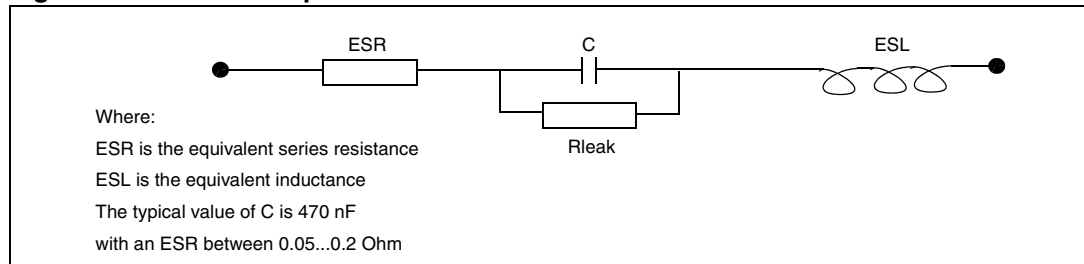 ESR C ESL
Rleak
Where:
ESR is the equivalent series resistance
ESL is the equivalent inductance
The typical value of C is 470 nF
with an ESR between 0.05...0.2 Ohm